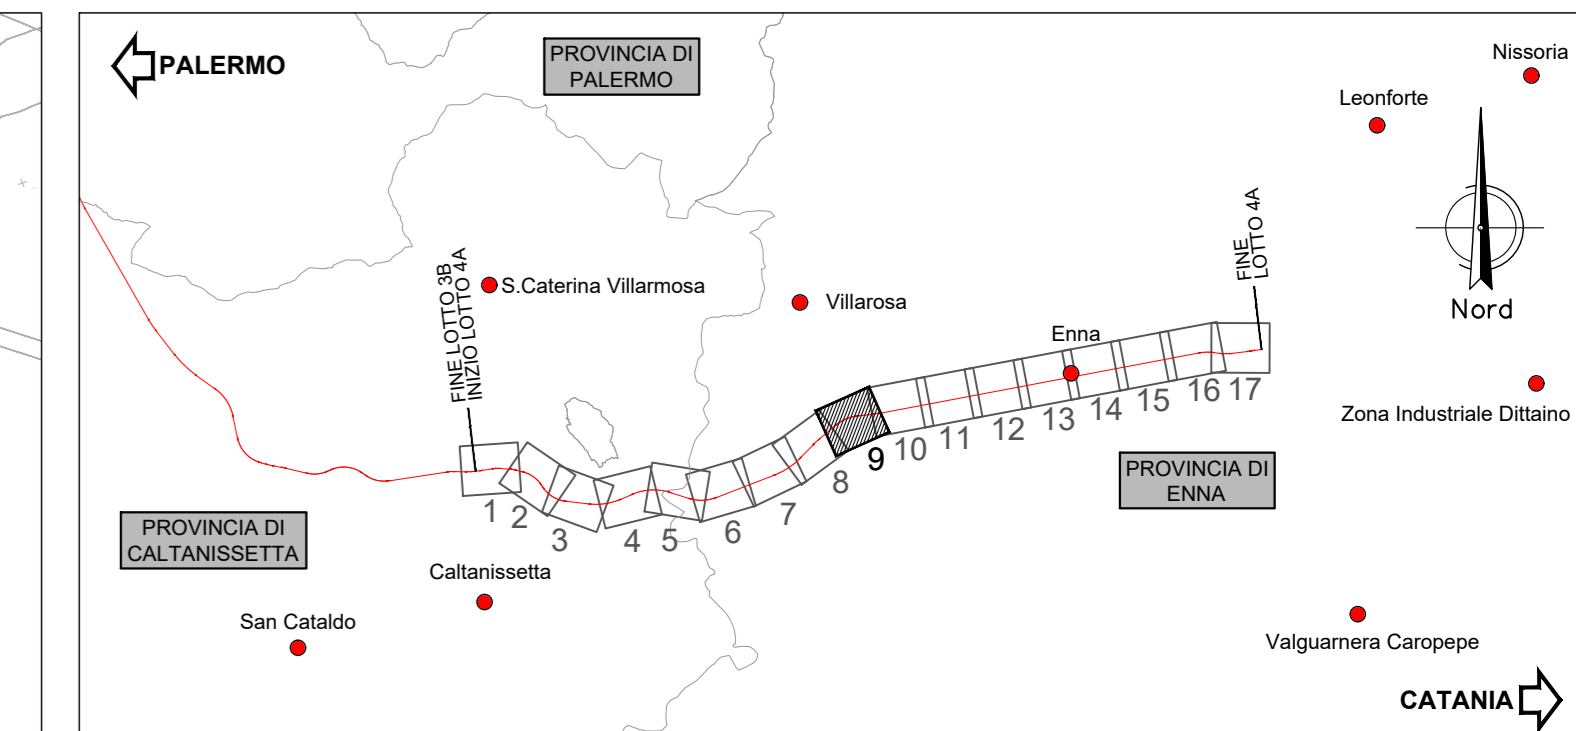 PALERMO
PROVINCIA DI
PALERMO
Nissoria
Leonforte
Nord
FINE LOTTO 3B
INIZIO LOTTO 4A
S.Caterina Villarmosa
Villarosa
FINE
LOTTO 4A
Enna
Zona Industriale Dittaino
1
2
3
4
5
6
7
8
9
10
11
12
13
14
15
16
17
PROVINCIA DI
ENNA
PROVINCIA DI
CALTANISSETTA
Caltanissetta
San Cataldo
Valguarnera Caropepe
CATANIA